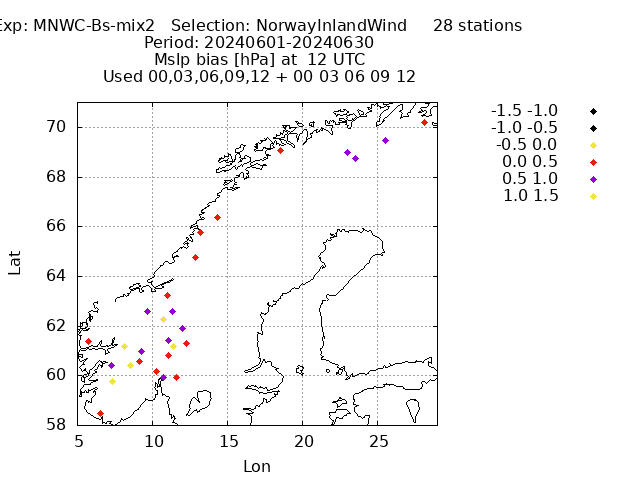 Exp: MNWC-Bs-mix2 Selection: NorwayInlandWind 28 stations
Period: 20240601-20240630
Mslp bias [hPa] at 12 UTC
Used 00,03,06,09,12 + 00 03 06 09 12
-1.5 -1.0
-1.0 -0.5
-0.5 0.0
0.0 0.5
0.5 1.0
1.0 1.5
70
68
66
64
62
60
58
Lat
5 10 15 20 25
Lon